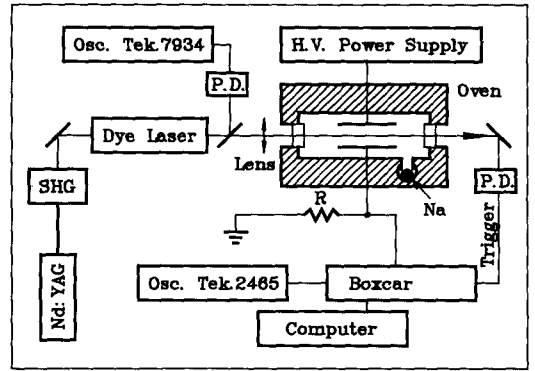 Osc. Tek.7934
H.V. Power Supply
P.D.
Oven
Dye Laser
Lens
SHG
P.D.
R
Na
Trigger
Nd:YAG
Osc. Tek.2465
Boxcar
Computer